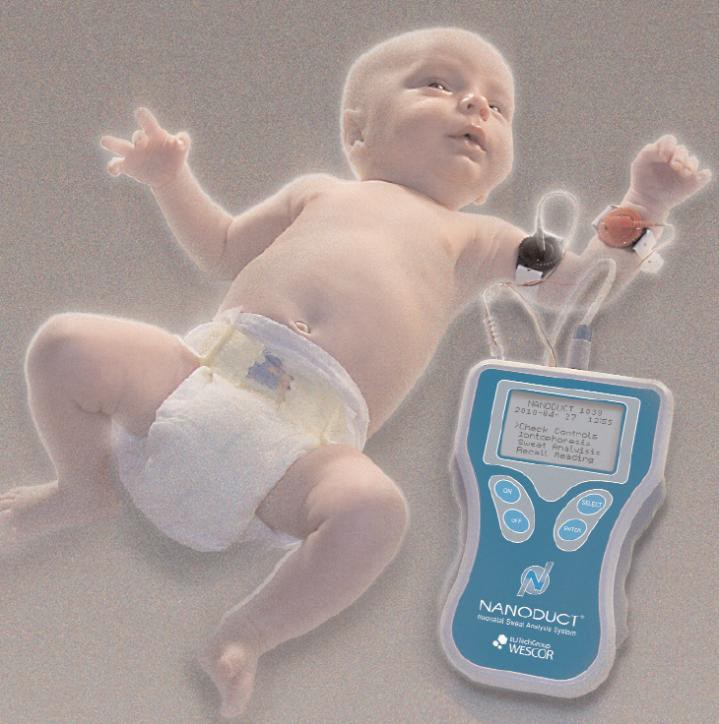 NANODUCT 1030
2010-04- 27 12:55
>Check Controls
Iontophoresis
Sweat Analysis
Recall Reading
ON
OFF
SELECT
ENTER
NANODUCT®
Neonatal Sweat Analysis System
ELITechGroup
WESCOR